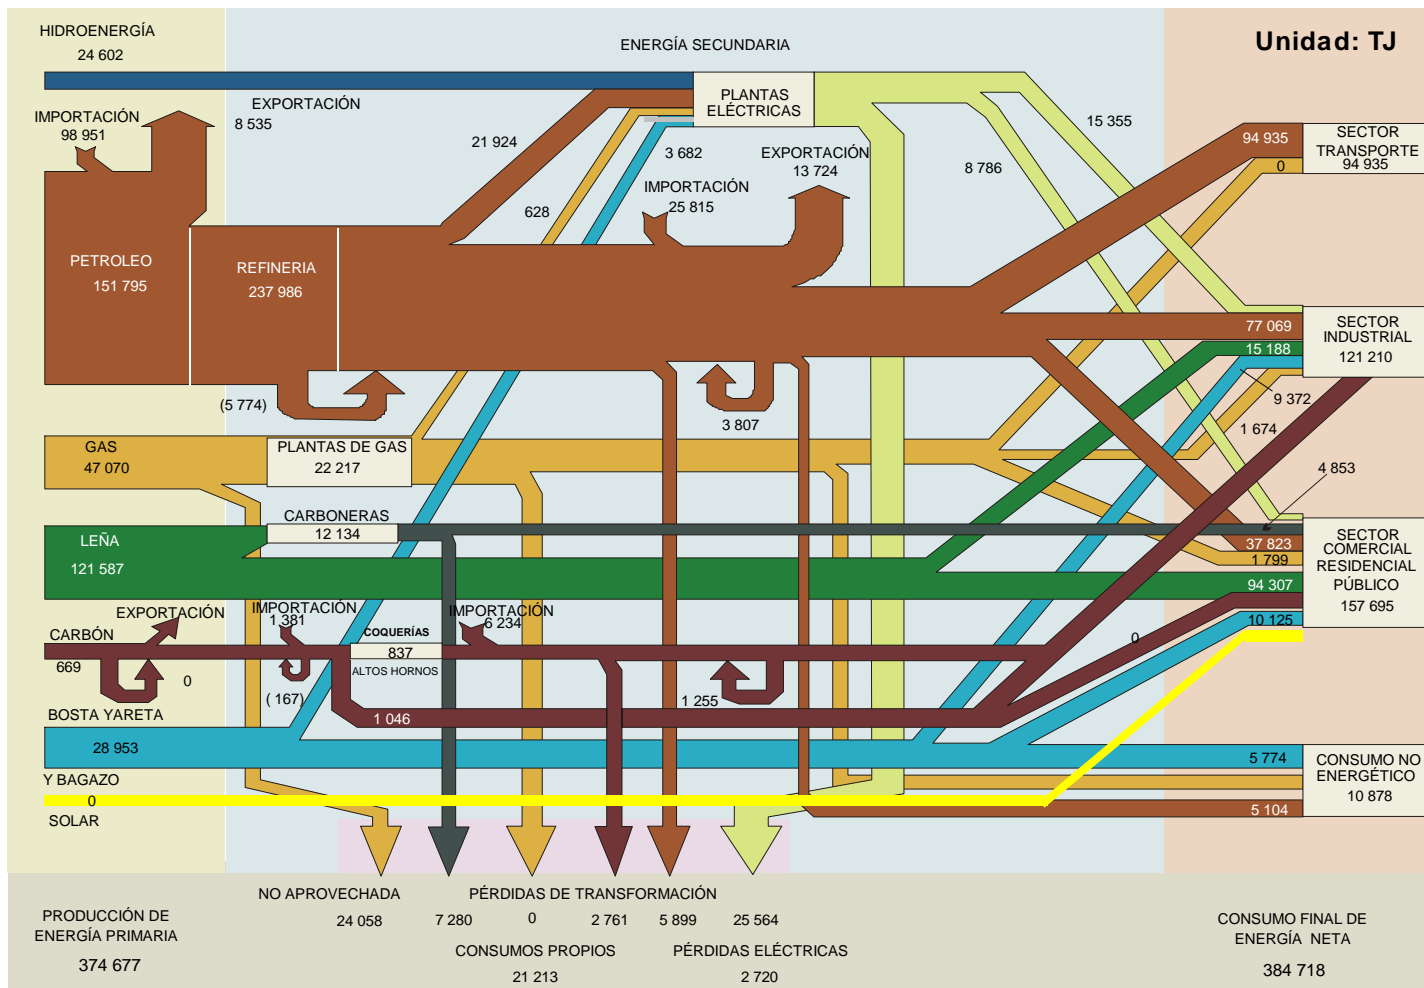 HIDROENERGÍA
24 602
ENERGÍA SECUNDARIA
Unidad: TJ
IMPORTACIÓN
98 951
EXPORTACIÓN
8 535
PLANTAS
ELÉCTRICAS
21 924
3 682
628
IMPORTACIÓN
25 815
EXPORTACIÓN
13 724
15 355
8 786
94 935
0
SECTOR
TRANSPORTE
94 935
PETROLEO
151 795
REFINERIA
237 986
(5 774)
3 807
77 069
15 188
SECTOR
INDUSTRIAL
121 210
9 372
1 674
4 853
GAS
47 070
PLANTAS DE GAS
22 217
CARBONERAS
12 134
LEÑA
121 587
37 823
1 799
94 307
10 125
SECTOR
COMERCIAL
RESIDENCIAL
PÚBLICO
157 695
EXPORTACIÓN
CARBÓN
669
0
IMPORTACIÓN
1 381
( 167)
COQUERÍAS
837
ALTOS HORNOS
IMPORTACIÓN
6 234
1 046
1 255
0
BOSTA YARETA
28 953
Y BAGAZO
0
SOLAR
5 774
5 104
CONSUMO NO
ENERGÉTICO
10 878
NO APROVECHADA
24 058
PÉRDIDAS DE TRANSFORMACIÓN
7 280
0
2 761
5 899
25 564
CONSUMOS PROPIOS
21 213
PÉRDIDAS ELÉCTRICAS
2 720
PRODUCCIÓN DE
ENERGÍA PRIMARIA
374 677
CONSUMO FINAL DE
ENERGÍA NETA
384 718